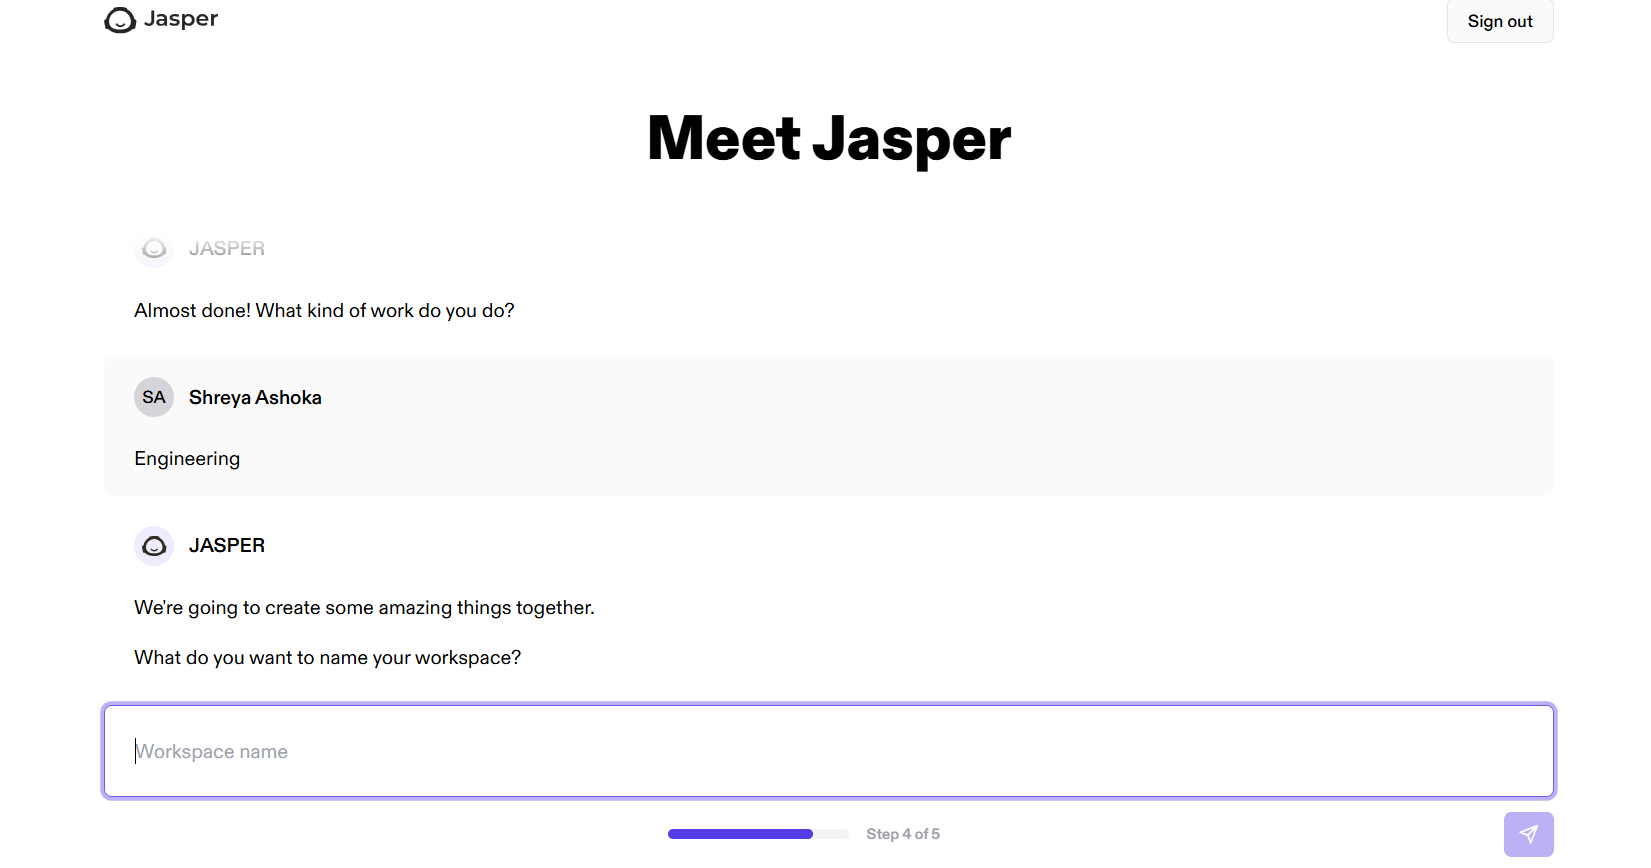 Jasper
Sign out
Meet Jasper
JASPER
Almost done! What kind of work do you do?
SA
Shreya Ashoka
Engineering
JASPER
We're going to create some amazing things together.
What do you want to name your workspace?
Workspace name
Step 4 of 5